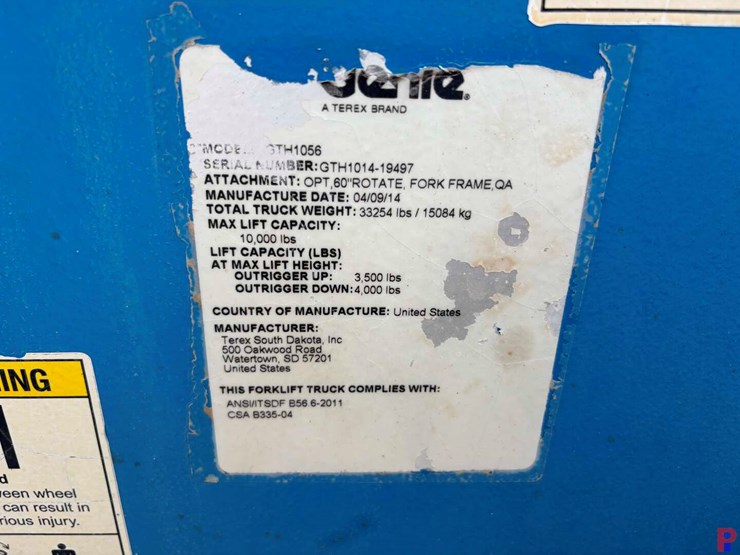 Genie®
A TEREX BRAND
MODEL: GTH1056
SERIAL NUMBER: GTH1014-19497
ATTACHMENT: OPT,60"ROTATE, FORK FRAME,QA
MANUFACTURE DATE: 04/09/14
TOTAL TRUCK WEIGHT: 33254 lbs / 15084 kg
MAX LIFT CAPACITY:
10,000 lbs
LIFT CAPACITY (LBS)
AT MAX LIFT HEIGHT:
OUTRIGGER UP: 3,500 lbs
OUTRIGGER DOWN: 4,000 lbs
COUNTRY OF MANUFACTURE: United States
MANUFACTURER:
Terex South Dakota, Inc
500 Oakwood Road
Watertown, SD 57201
United States
THIS FORKLIFT TRUCK COMPLIES WITH:
ANSI/ITSDF B56.6-2011
CSA B335-04
ING
d
een wheel
can result in
rious injury.
P